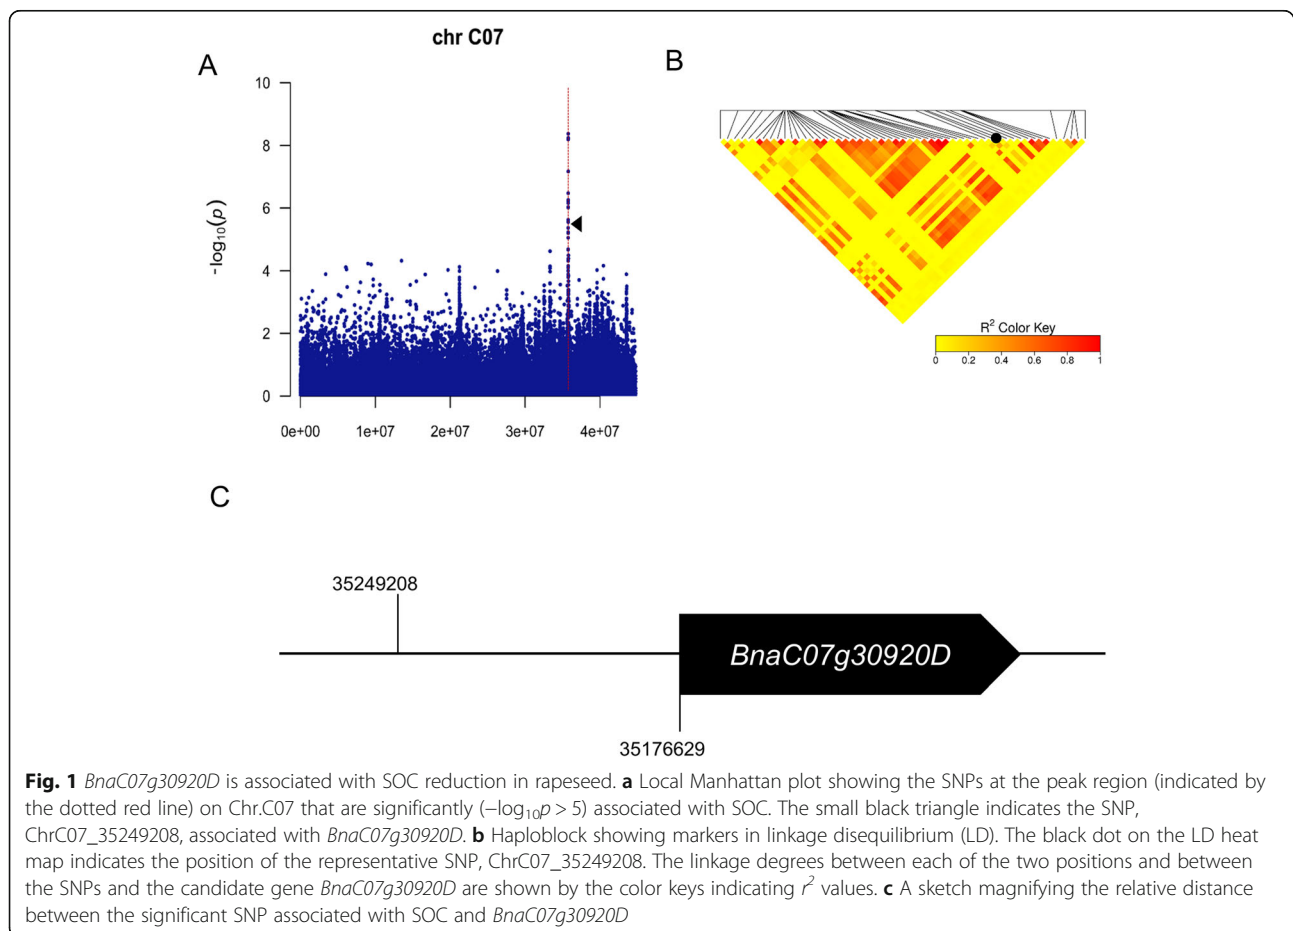 chr C07
A
B
10
8
6
4
2
0
-log10(p)
0e+00 1e+07 2e+07 3e+07 4e+07
R2 Color Key
0 0.2 0.4 0.6 0.8 1
C
35249208
BnaC07g30920D
35176629
Fig. 1 BnaC07g30920D is associated with SOC reduction in rapeseed. a Local Manhattan plot showing the SNPs at the peak region (indicated by
the dotted red line) on Chr.C07 that are significantly (−log10p > 5) associated with SOC. The small black triangle indicates the SNP,
ChrC07_35249208, associated with BnaC07g30920D. b Haploblock showing markers in linkage disequilibrium (LD). The black dot on the LD heat
map indicates the position of the representative SNP, ChrC07_35249208. The linkage degrees between each of the two positions and between
the SNPs and the candidate gene BnaC07g30920D are shown by the color keys indicating r2 values. c A sketch magnifying the relative distance
between the significant SNP associated with SOC and BnaC07g30920D